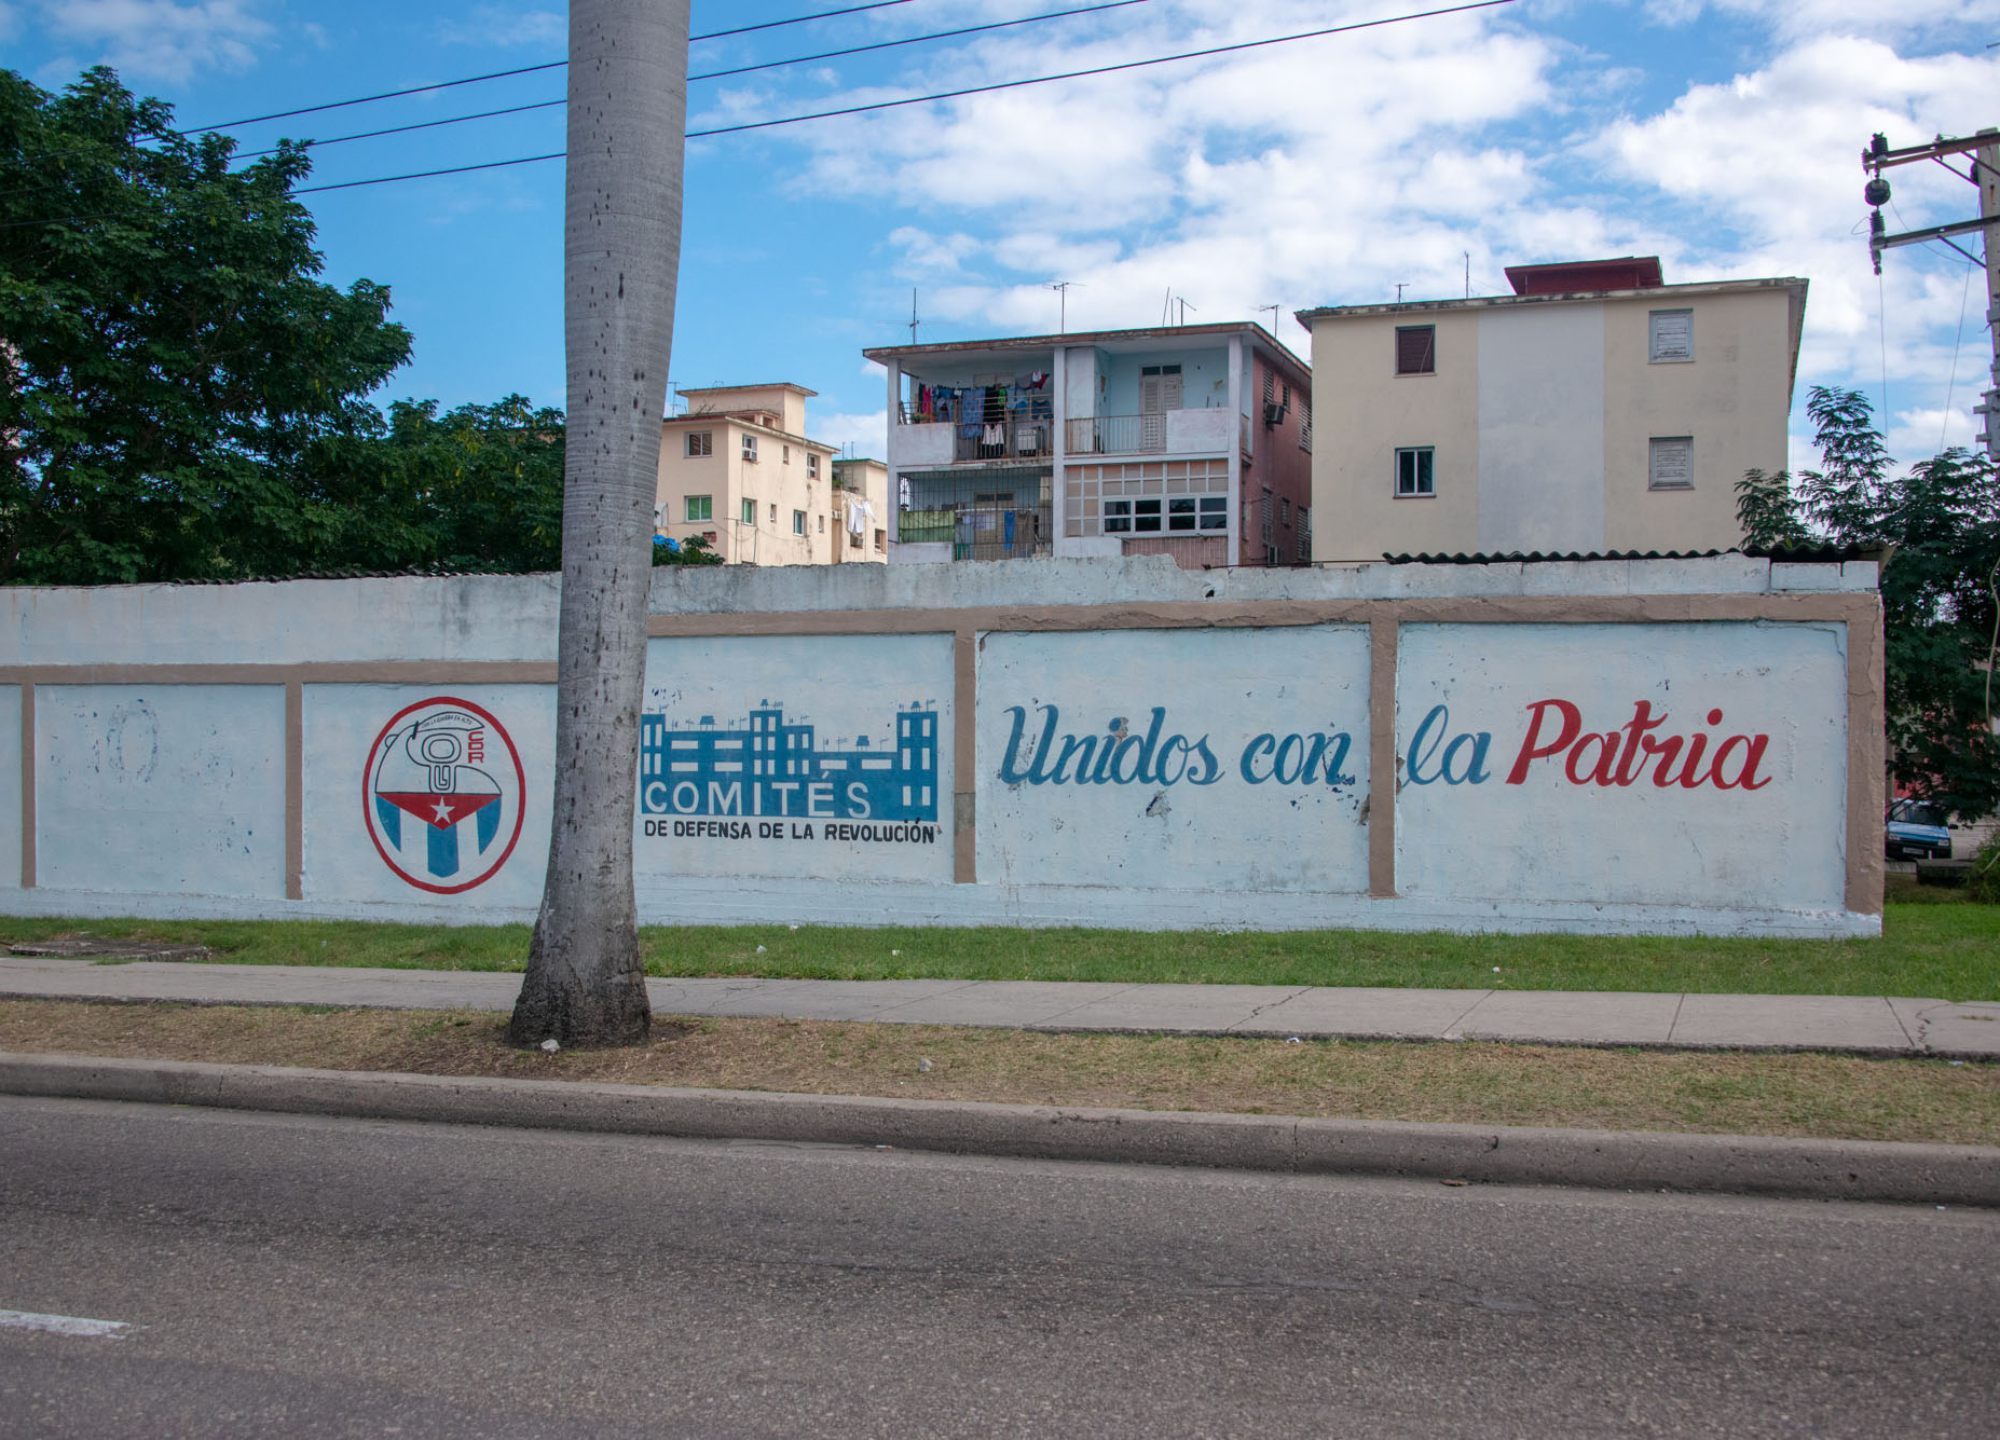 CDR
COMITÉS
DE DEFENSA DE LA REVOLUCIÓN
Unidos con la Patria